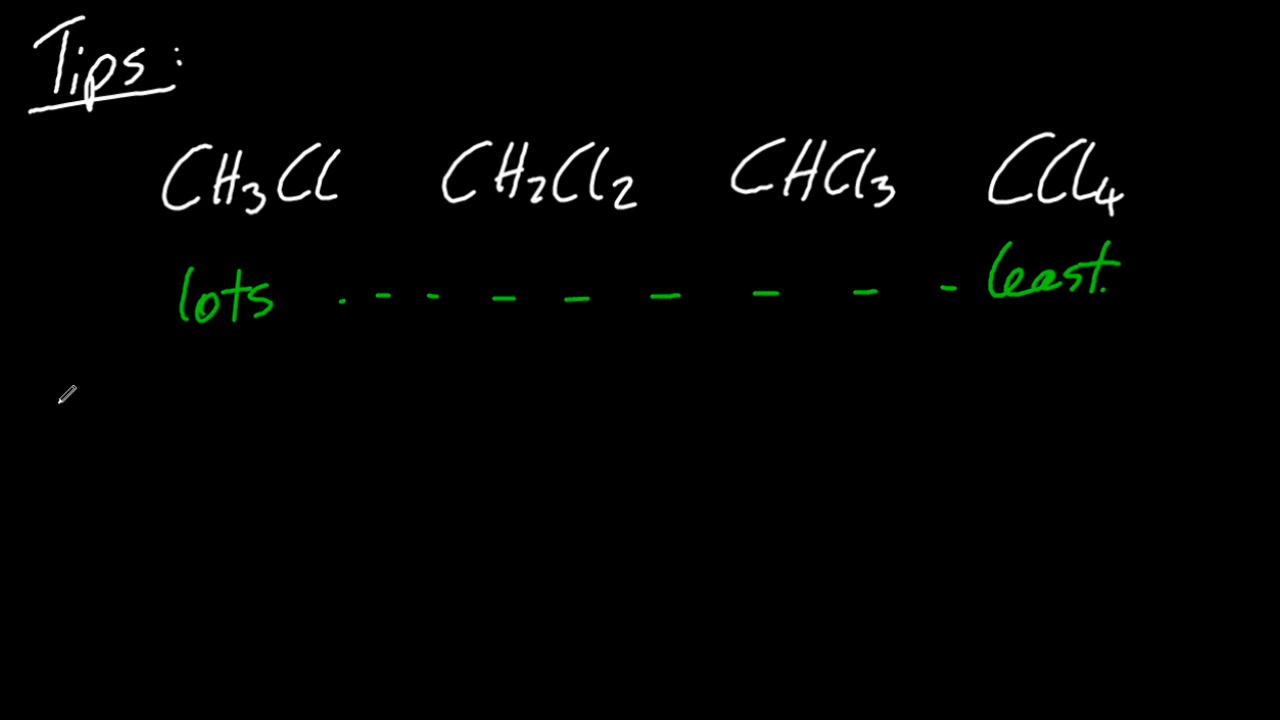 Tips:
CH3Cl CH2Cl2 CHCl3 CCl4
lots . - - - - - - - - least.